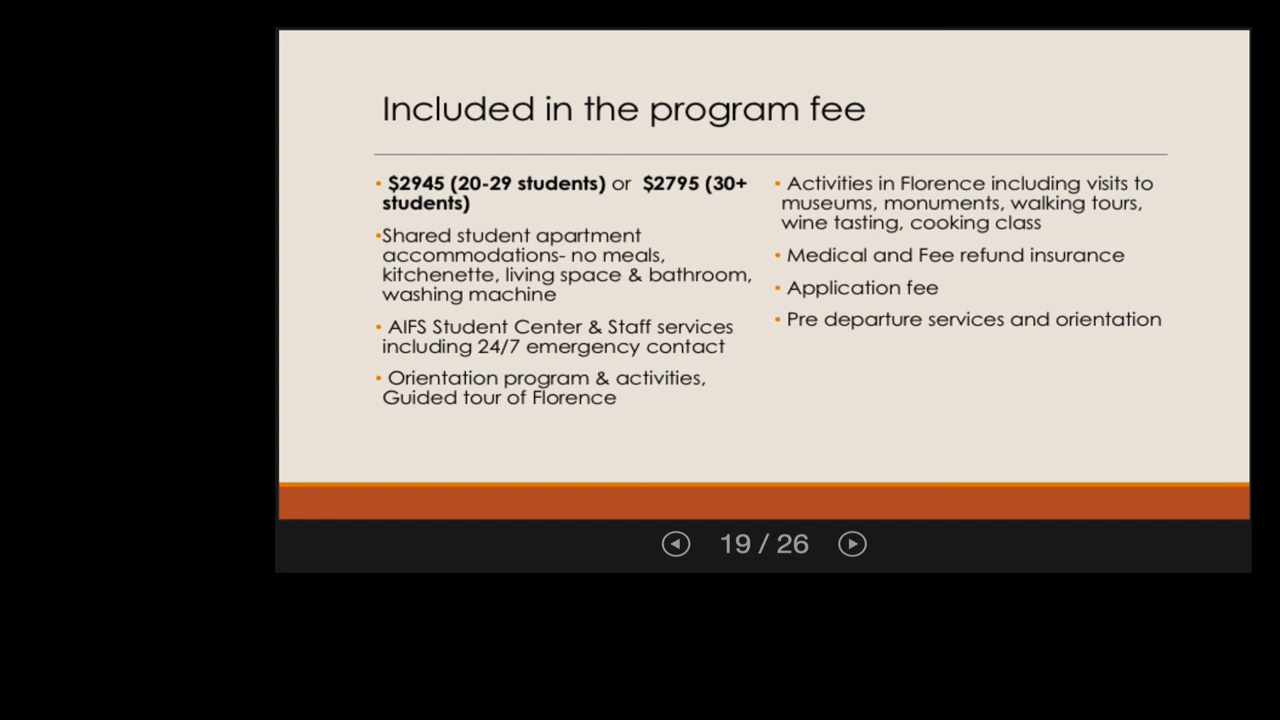 Included in the program fee
• $2945 (20-29 students) or $2795 (30+
students)
•Shared student apartment
accommodations- no meals,
kitchenette, living space & bathroom,
washing machine
• AIFS Student Center & Staff services
including 24/7 emergency contact
• Orientation program & activities,
Guided tour of Florence
• Activities in Florence including visits to
museums, monuments, walking tours,
wine tasting, cooking class
• Medical and Fee refund insurance
• Application fee
• Pre departure services and orientation
19 / 26